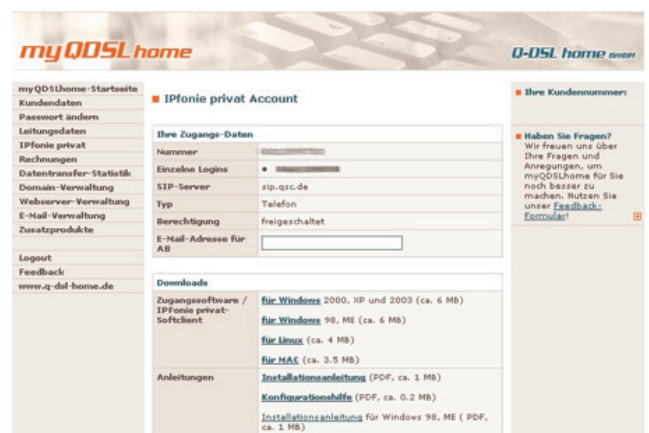 my QDSL home
Q-DSL home GmbH
myQDSLhome-Startseite
Kundendaten
Passwort ändern
Leitungsdaten
IPfonie privat
Rechnungen
Datentransfer-Statistik
Domain-Verwaltung
Webserver-Verwaltung
E-Mail-Verwaltung
Zusatzprodukte
Logout
Feedback
www.q-dsl-home.de
IPfonie privat Account
Ihre Zugangs-Daten
Nummer
Einzelne Logins
SIP-Server sip.qsc.de
Typ Telefon
Berechtigung freigeschaltet
E-Mail-Adresse für
AB
Downloads
Zugangssoftware /
IPfonie privat-
Softclient
für Windows 2000, XP und 2003 (ca. 6 MB)
für Windows 98, ME (ca. 6 MB)
für Linux (ca. 4 MB)
für MAC (ca. 3.5 MB)
Anleitungen
Installationsanleitung (PDF, ca. 1 MB)
Konfigurationshilfe (PDF, ca. 0.2 MB)
Installationsanleitung für Windows 98, ME ( PDF,
ca. 1 MB)
Ihre Kundennummer:
Haben Sie Fragen?
Wir freuen uns über
Ihre Fragen und
Anregungen, um
myQDSLhome für Sie
noch besser zu
machen. Nutzen Sie
unser Feedback-
Formular!